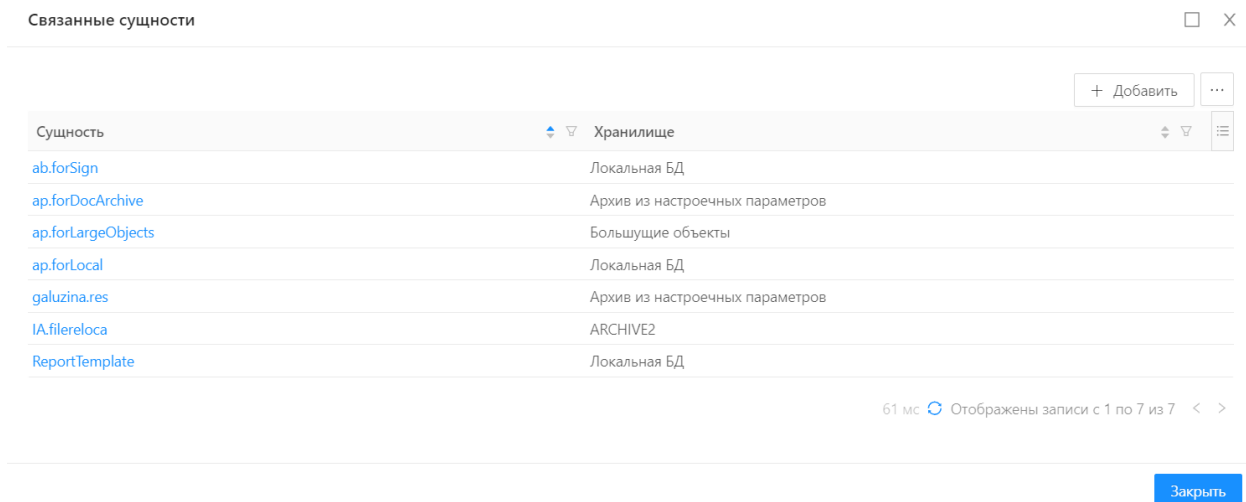 Связанные сущности
+ Добавить ...
Сущность Хранилище
ab.forSign Локальная БД
ap.forDocArchive Архив из настроечных параметров
ap.forLargeObjects Большущие объекты
ap.forLocal Локальная БД
galuzina.res Архив из настроечных параметров
IA.filereloca ARCHIVE2
ReportTemplate Локальная БД
61 мс Отображены записи с 1 по 7 из 7 < >
Закрыть